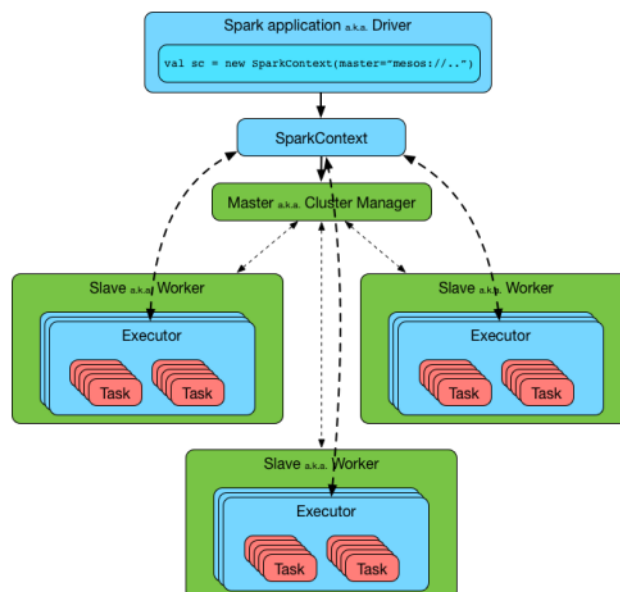 Spark application a.k.a. Driver
val sc = new SparkContext(master="mesos://..")
SparkContext
Master a.k.a. Cluster Manager
Slave a.k.a. Worker
Executor
Task Task
Slave a.k.a. Worker
Executor
Task Task
Slave a.k.a. Worker
Executor
Task Task